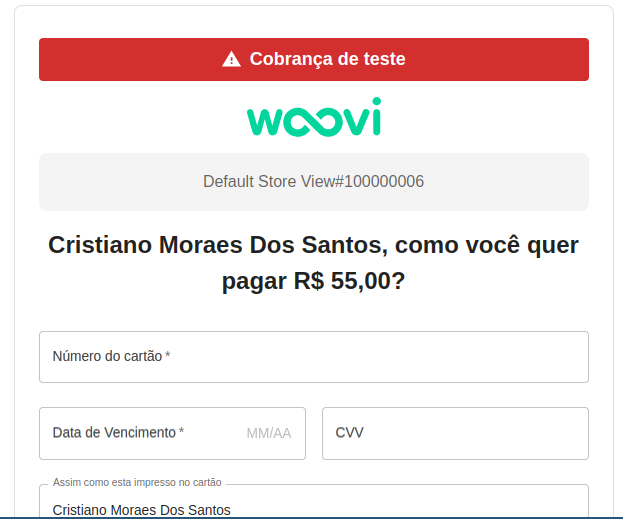 Cobrança de teste
woovi
Default Store View#100000006
Cristiano Moraes Dos Santos, como você quer
pagar R$ 55,00?
Número do cartão *
Data de Vencimento * MM/AA CVV
Assim como esta impresso no cartão
Cristiano Moraes Dos Santos